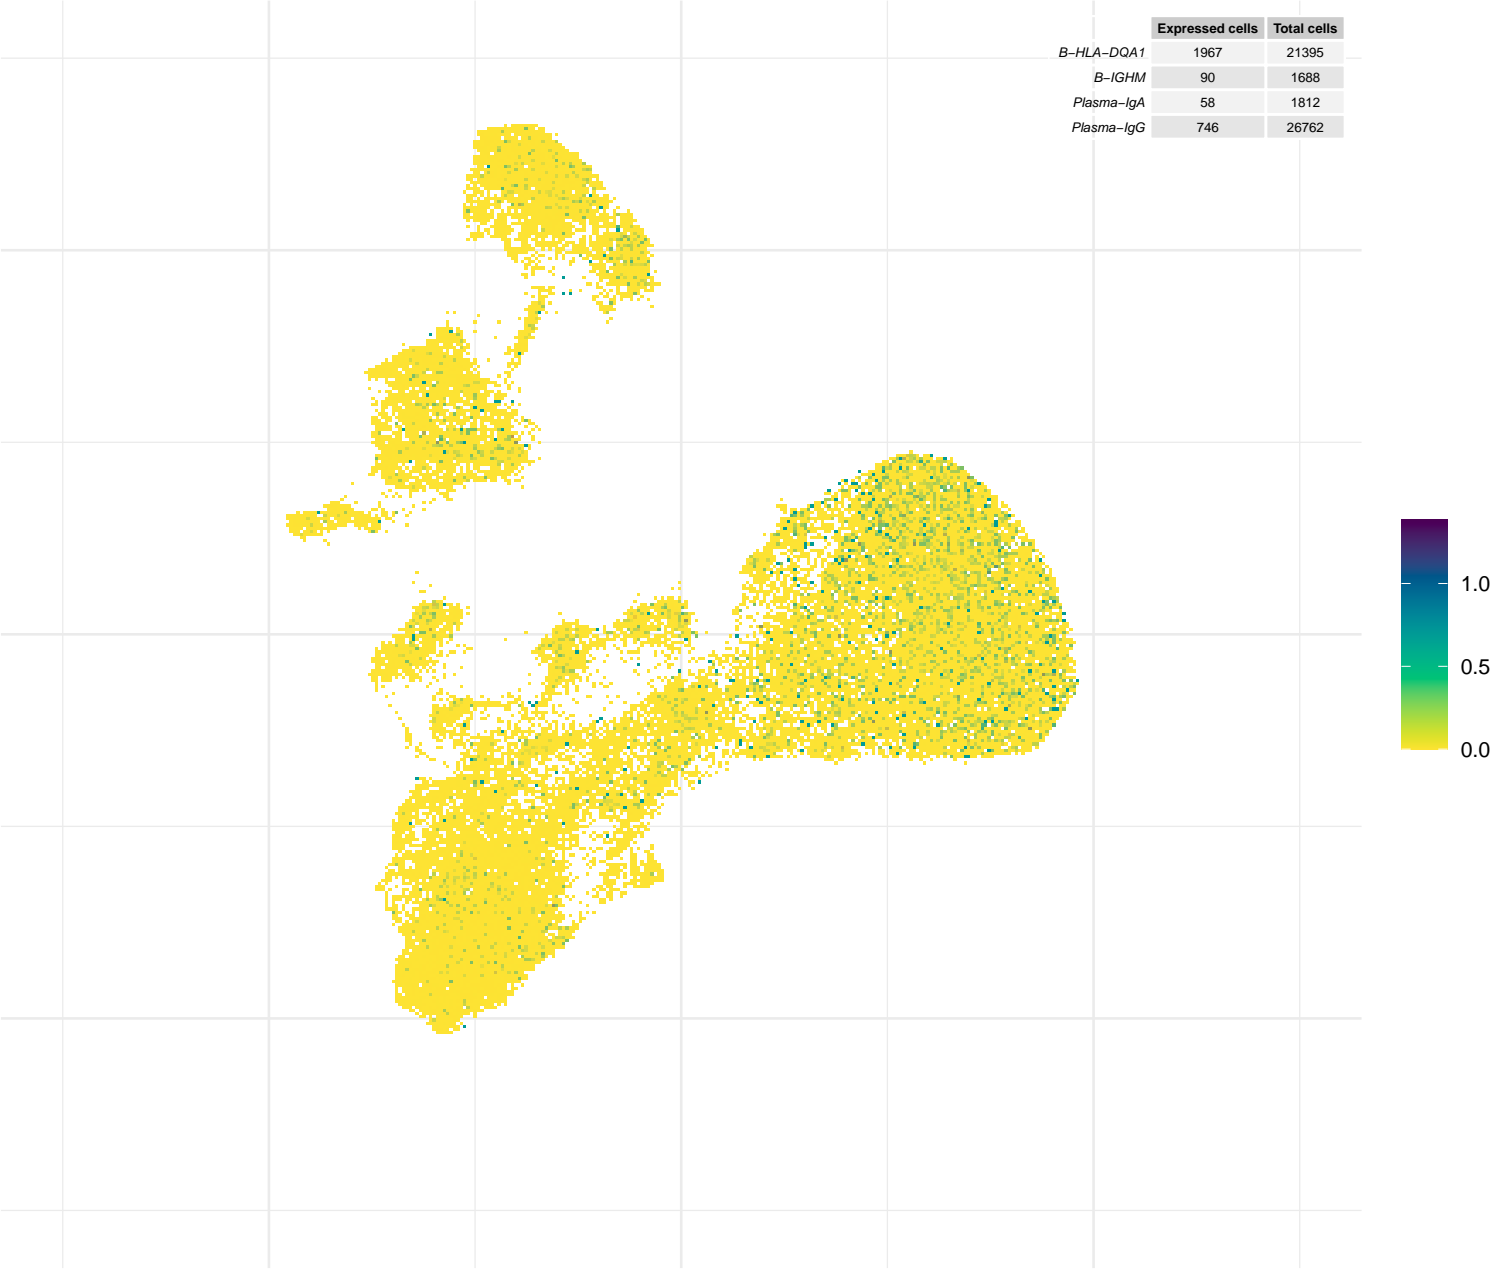 Expressed cells Total cells
B−HLA−DQA1 1967 21395
B−IGHM 90 1688
Plasma−IgA 58 1812
Plasma−IgG 746 26762
1.0
0.5
0.0